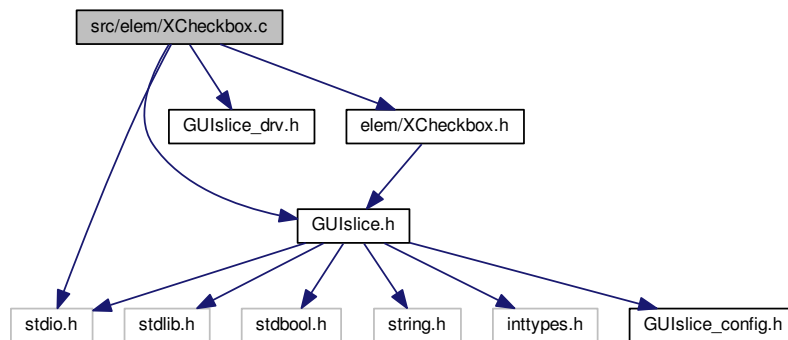 src/elem/XCheckbox.c
GUIslice_drv.h
elem/XCheckbox.h
GUIslice.h
stdio.h
stdlib.h
stdbool.h
string.h
inttypes.h
GUIslice_config.h